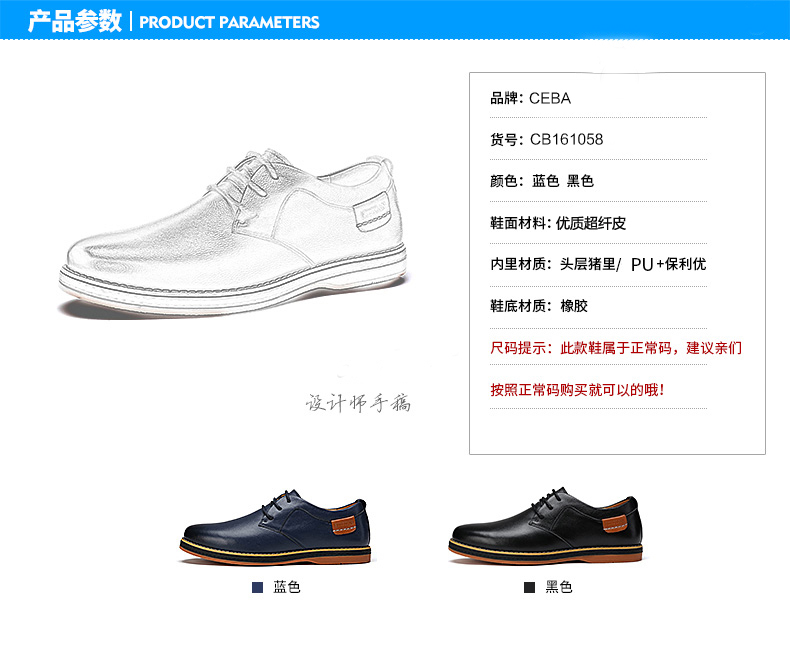 产品参数 | PRODUCT PARAMETERS
品牌：CEBA
货号：CB161058
颜色：蓝色 黑色
鞋面材料：优质超纤皮
内里材质：头层猪里/ PU+保利优
鞋底材质：橡胶
尺码提示：此款鞋属于正常码，建议亲们
按照正常码购买就可以的哦！
设计师手稿
蓝色
黑色